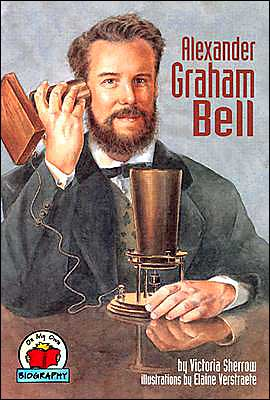 Alexander
Graham
Bell
by Victoria Sherrow
illustrations by Elaine Verstraete
On My Own
BIOGRAPHY